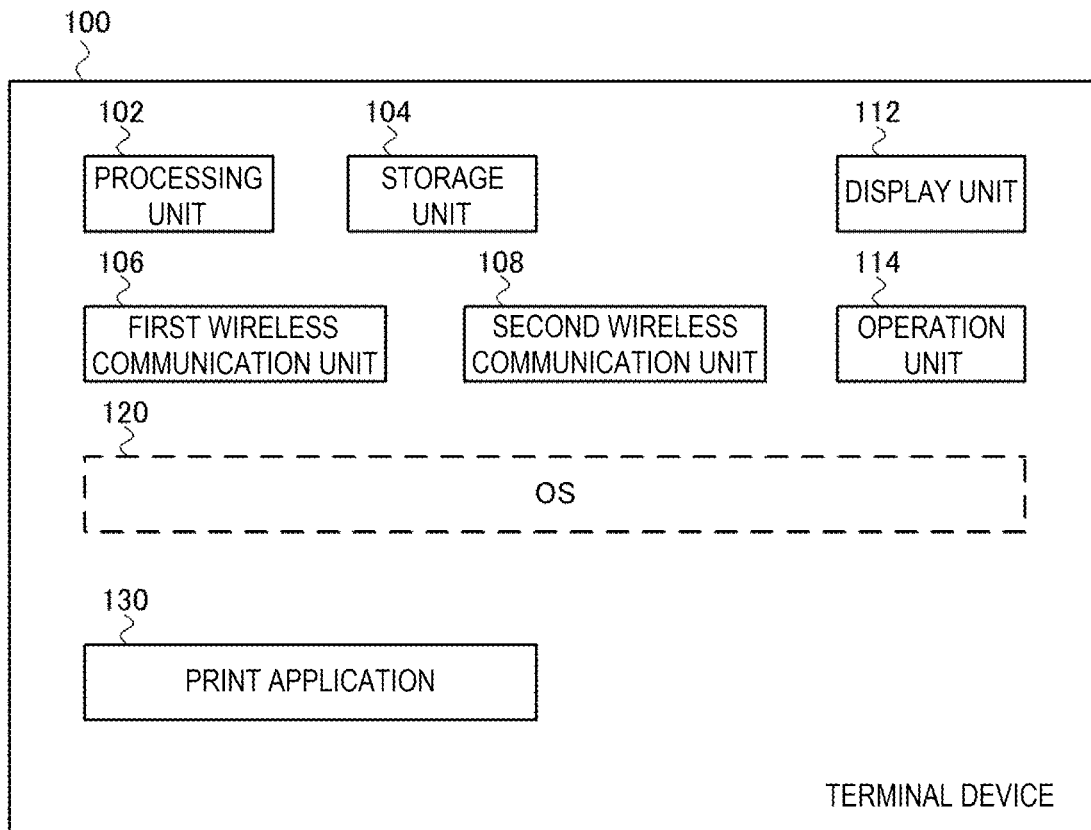 100
102
104
112
PROCESSING
UNIT
STORAGE
UNIT
DISPLAY UNIT
106
108
114
FIRST WIRELESS
COMMUNICATION UNIT
SECOND WIRELESS
COMMUNICATION UNIT
OPERATION
UNIT
120
OS
130
PRINT APPLICATION
TERMINAL DEVICE